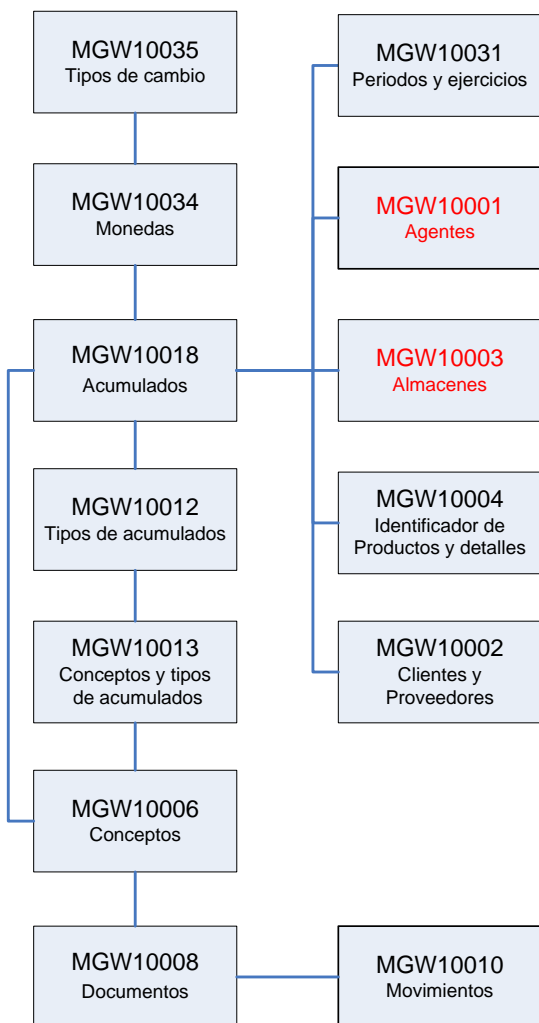 MGW10035
Tipos de cambio
MGW10031
Periodos y ejercicios
MGW10034
Monedas
MGW10001
Agentes
MGW10018
Acumulados
MGW10003
Almacenes
MGW10012
Tipos de acumulados
MGW10004
Identificador de
Productos y detalles
MGW10013
Conceptos y tipos
de acumulados
MGW10002
Clientes y
Proveedores
MGW10006
Conceptos
MGW10008
Documentos
MGW10010
Movimientos